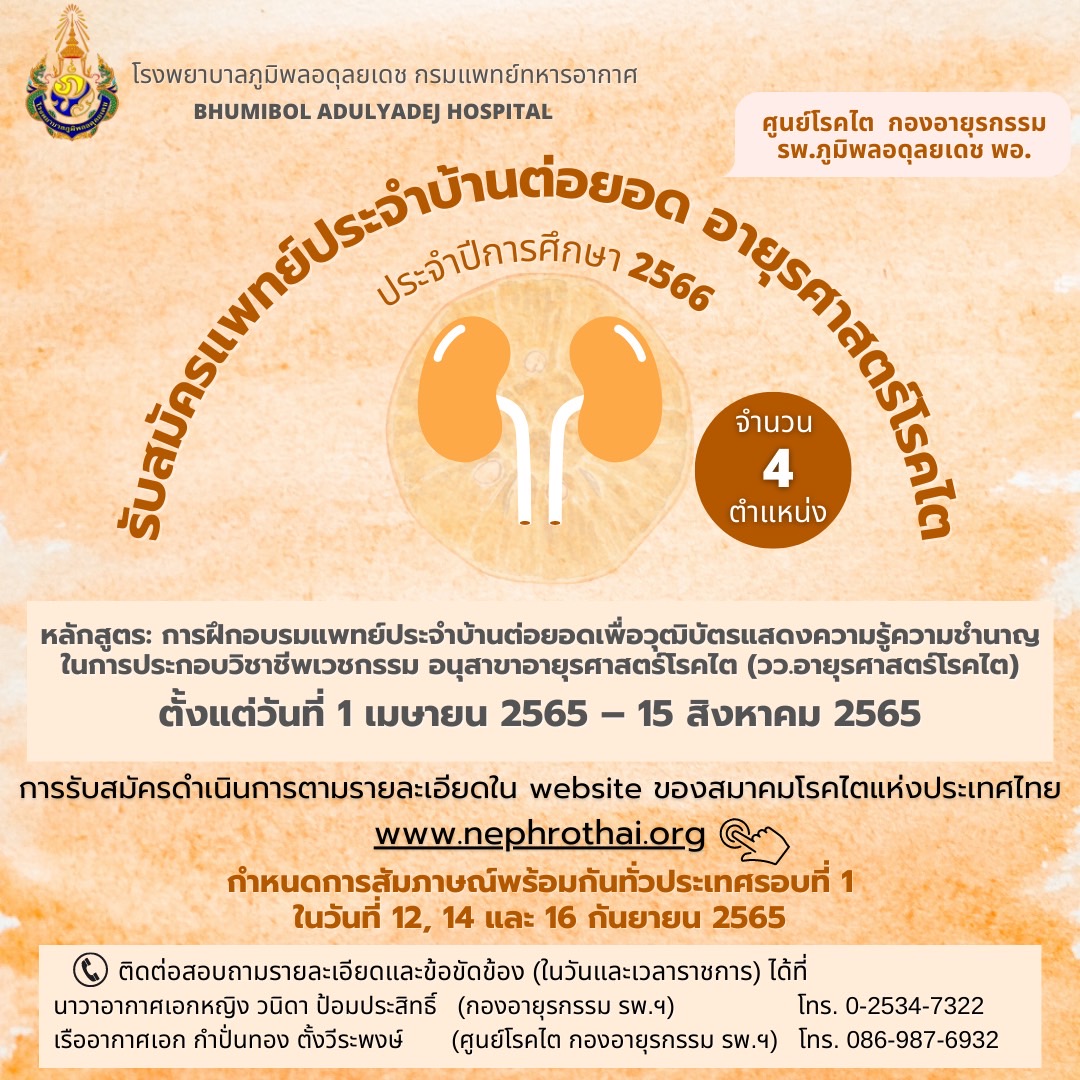 โรงพยาบาลภูมิพลอดุลยเดช กรมแพทย์ทหารอากาศ
BHUMIBOL ADULYADEJ HOSPITAL
ศูนย์โรคไต กองอายุรกรรม
รพ.ภูมิพลอดุลยเดช พอ.
รับสมัครแพทย์ประจำบ้านต่อยอด อายุรศาสตร์โรคไต
ประจำปีการศึกษา 2566
จำนวน
4
ตำแหน่ง
หลักสูตร: การฝึกอบรมแพทย์ประจำบ้านต่อยอดเพื่อวุฒิบัตรแสดงความรู้ความชำนาญ
ในการประกอบวิชาชีพเวชกรรม อนุสาขาอายุรศาสตร์โรคไต (วว.อายุรศาสตร์โรคไต)
ตั้งแต่วันที่ 1 เมษายน 2565 – 15 สิงหาคม 2565
การรับสมัครดำเนินการตามรายละเอียดใน website ของสมาคมโรคไตแห่งประเทศไทย
www.nephrothai.org
กำหนดการสัมภาษณ์พร้อมกันทั่วประเทศรอบที่ 1
ในวันที่ 12, 14 และ 16 กันยายน 2565
ติดต่อสอบถามรายละเอียดและข้อขัดข้อง (ในวันและเวลาราชการ) ได้ที่
นาวาอากาศเอกหญิง วนิดา ป้อมประสิทธิ์ (กองอายุรกรรม รพ.ฯ) โทร. 0-2534-7322
เรืออากาศเอก กำปั่นทอง ตั้งวีระพงษ์ (ศูนย์โรคไต กองอายุรกรรม รพ.ฯ) โทร. 086-987-6932